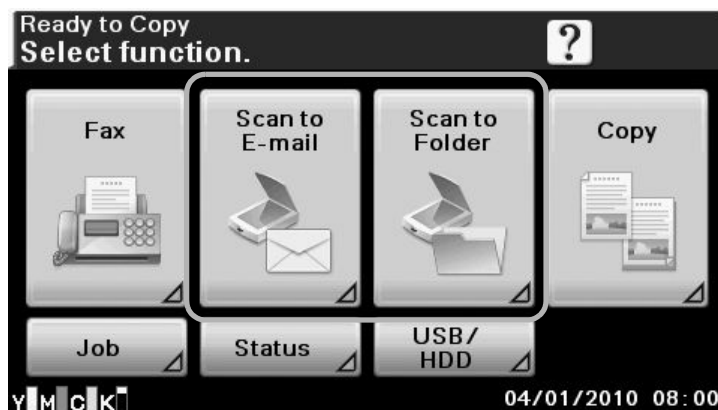 Ready to Copy
Select function.
?
Fax
Scan to
E-mail
Scan to
Folder
Copy
Job
Status
USB/
HDD
Y M C K
04/01/2010 08:00